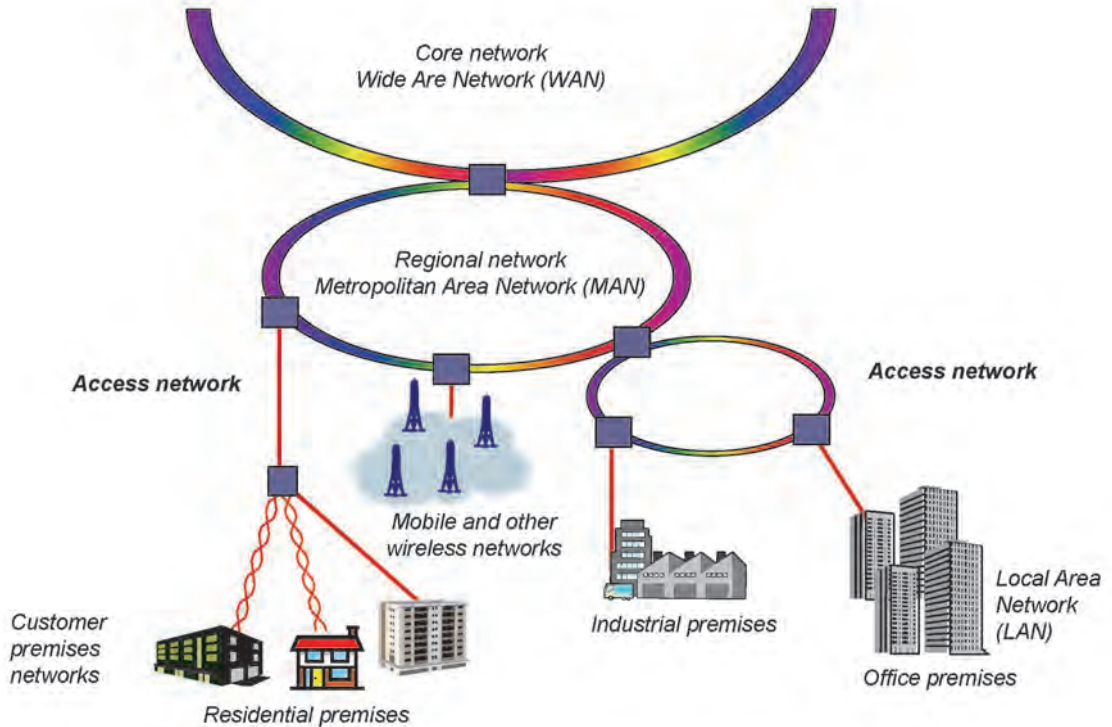 Core network
Wide Are Network (WAN)
Regional network
Metropolitan Area Network (MAN)
Access network
Access network
Mobile and other
wireless networks
Customer
premises
networks
Residential premises
Industrial premises
Local Area
Network
(LAN)
Office premises